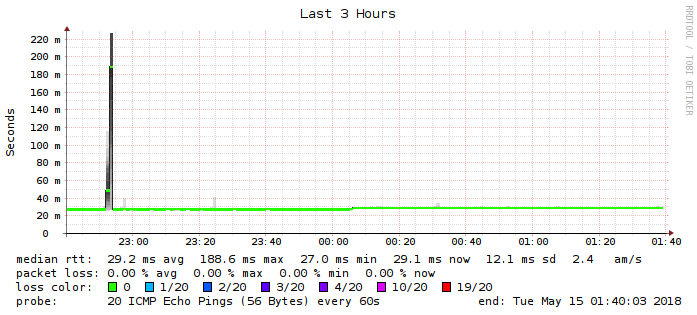 Last 3 Hours
RRDTOOL / TOBI OETIKER
Seconds
220 m
200 m
180 m
160 m
140 m
120 m
100 m
80 m
60 m
40 m
20 m
0
23:00 23:20 23:40 00:00 00:20 00:40 01:00 01:20 01:40
median rtt: 29.2 ms avg 188.6 ms max 27.0 ms min 29.1 ms now 12.1 ms sd 2.4 am/s
packet loss: 0.00 % avg 0.00 % max 0.00 % min 0.00 % now
loss color: 0 1/20 2/20 3/20 4/20 10/20 19/20
probe: 20 ICMP Echo Pings (56 Bytes) every 60s end: Tue May 15 01:40:03 2018